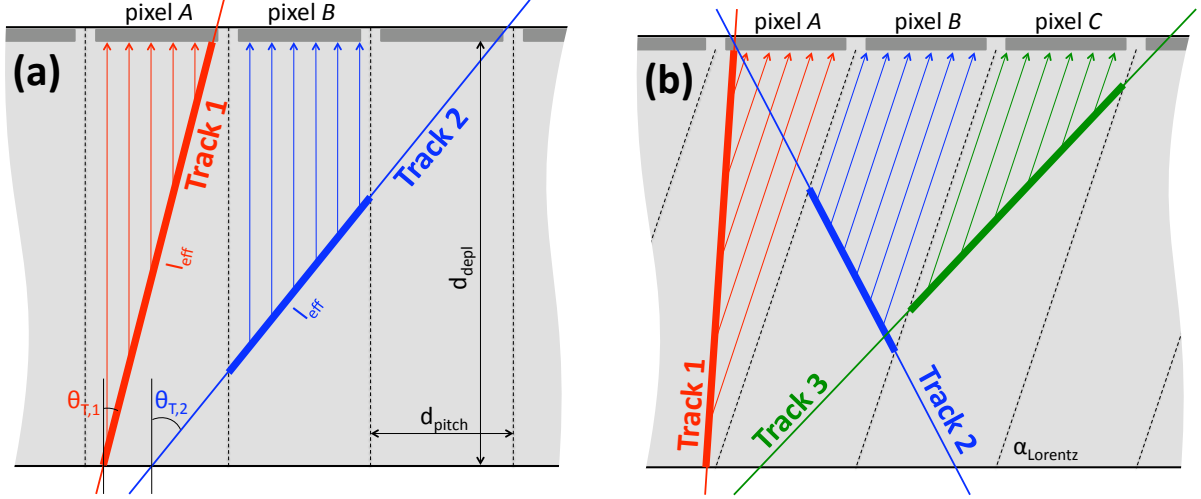 pixel A
pixel B
(a)
Track 1
Track 2
l_eff
l_eff
d_depl
θ_T,1
θ_T,2
d_pitch
pixel A
pixel B
pixel C
(b)
Track 1
Track 2
Track 3
α_Lorentz